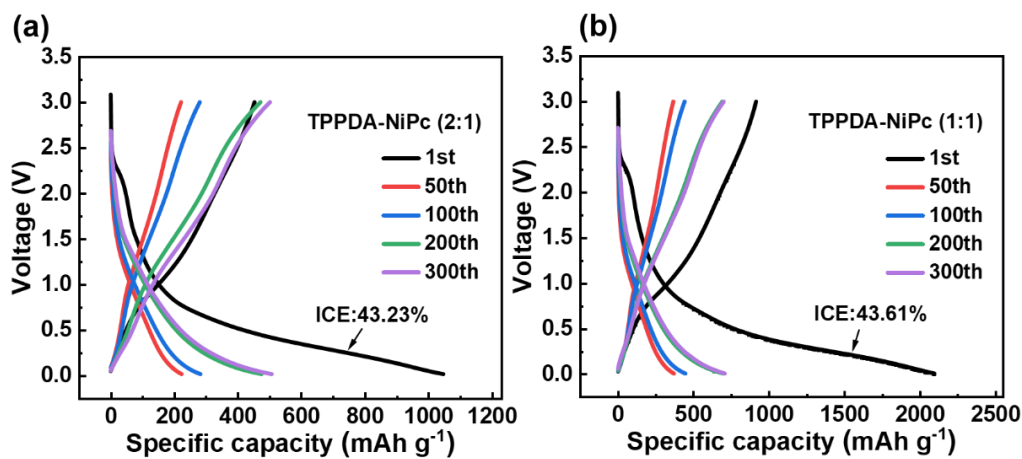 (a)
3.5
3.0
2.5
2.0
1.5
1.0
0.5
0.0
Voltage (V)
TPPDA-NiPc (2:1)
1st
50th
100th
200th
300th
ICE:43.23%
0 200 400 600 800 1000 1200
Specific capacity (mAh g⁻¹)
(b)
3.5
3.0
2.5
2.0
1.5
1.0
0.5
0.0
Voltage (V)
TPPDA-NiPc (1:1)
1st
50th
100th
200th
300th
ICE:43.61%
0 500 1000 1500 2000 2500
Specific capacity (mAh g⁻¹)